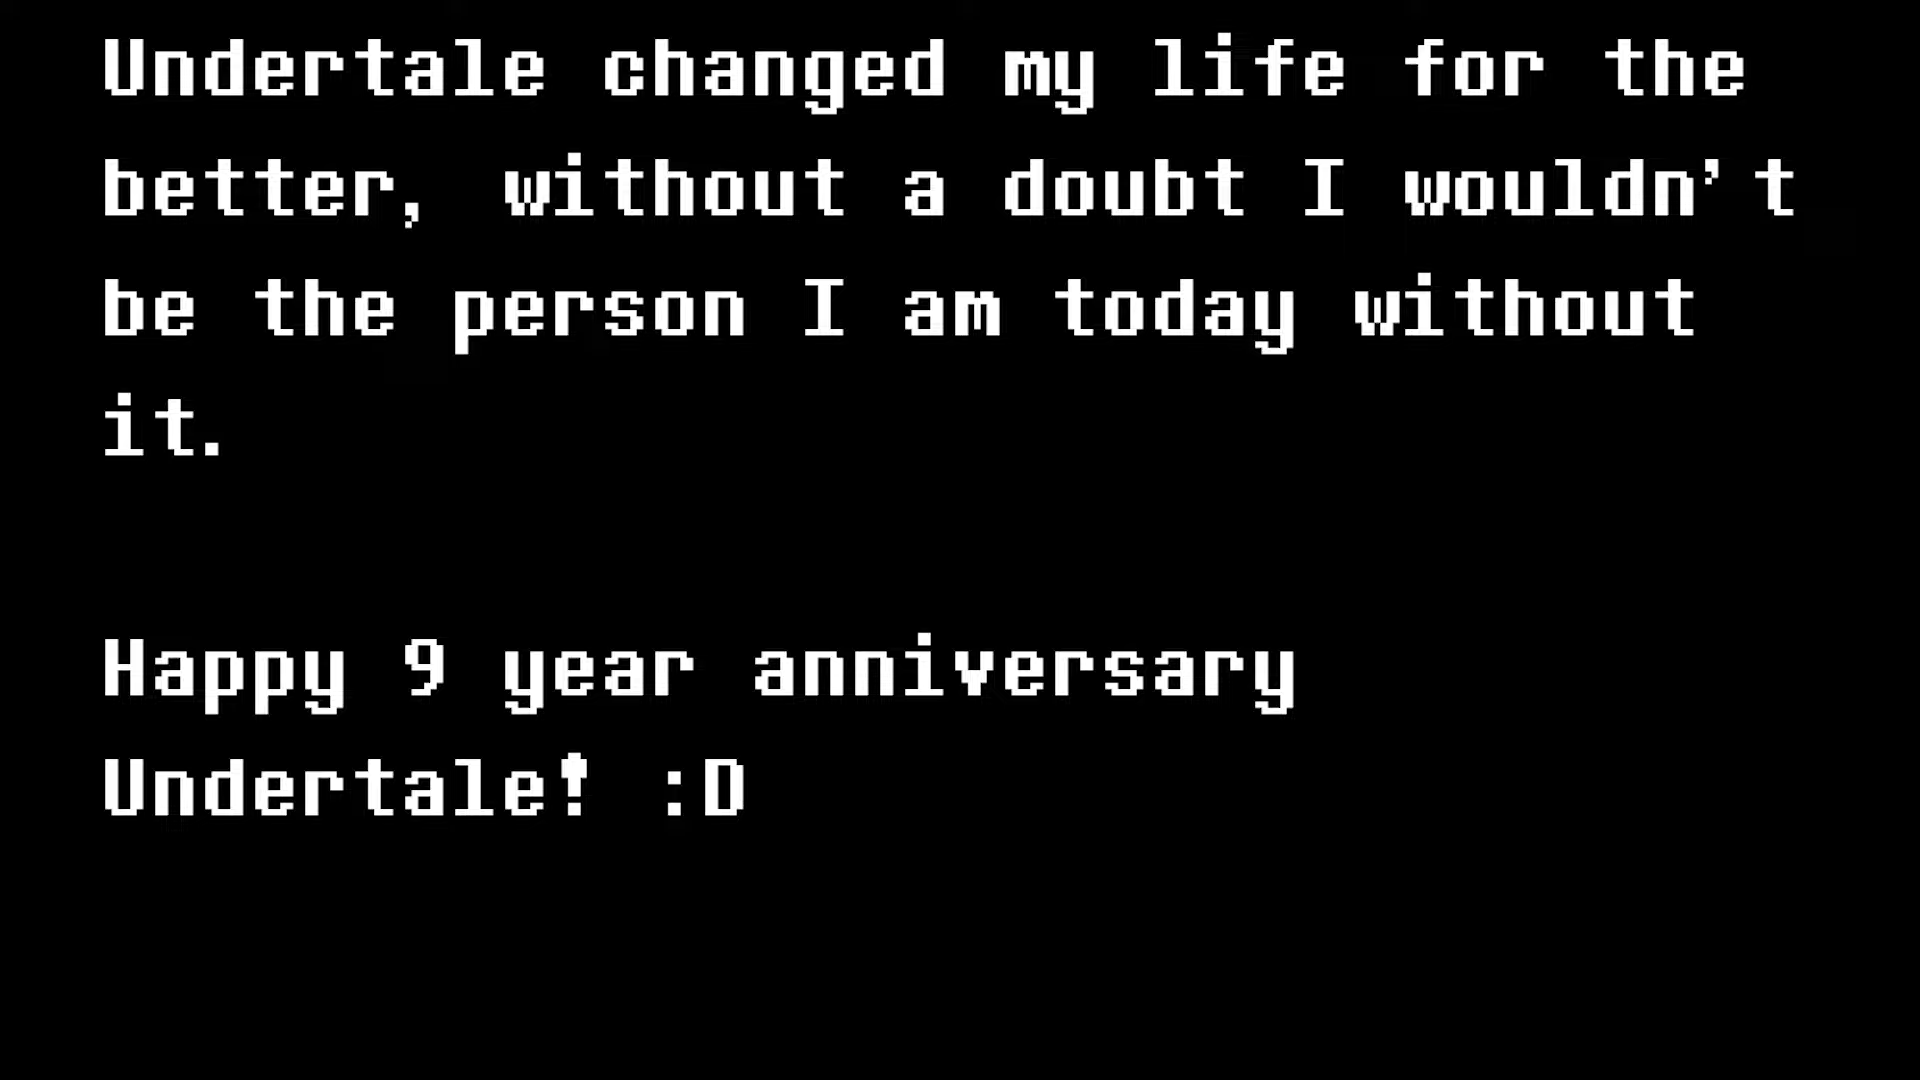 Undertale changed my life for the
better, without a doubt I wouldn't
be the person I am today without
it.
Happy 9 year anniversary
Undertale! :D